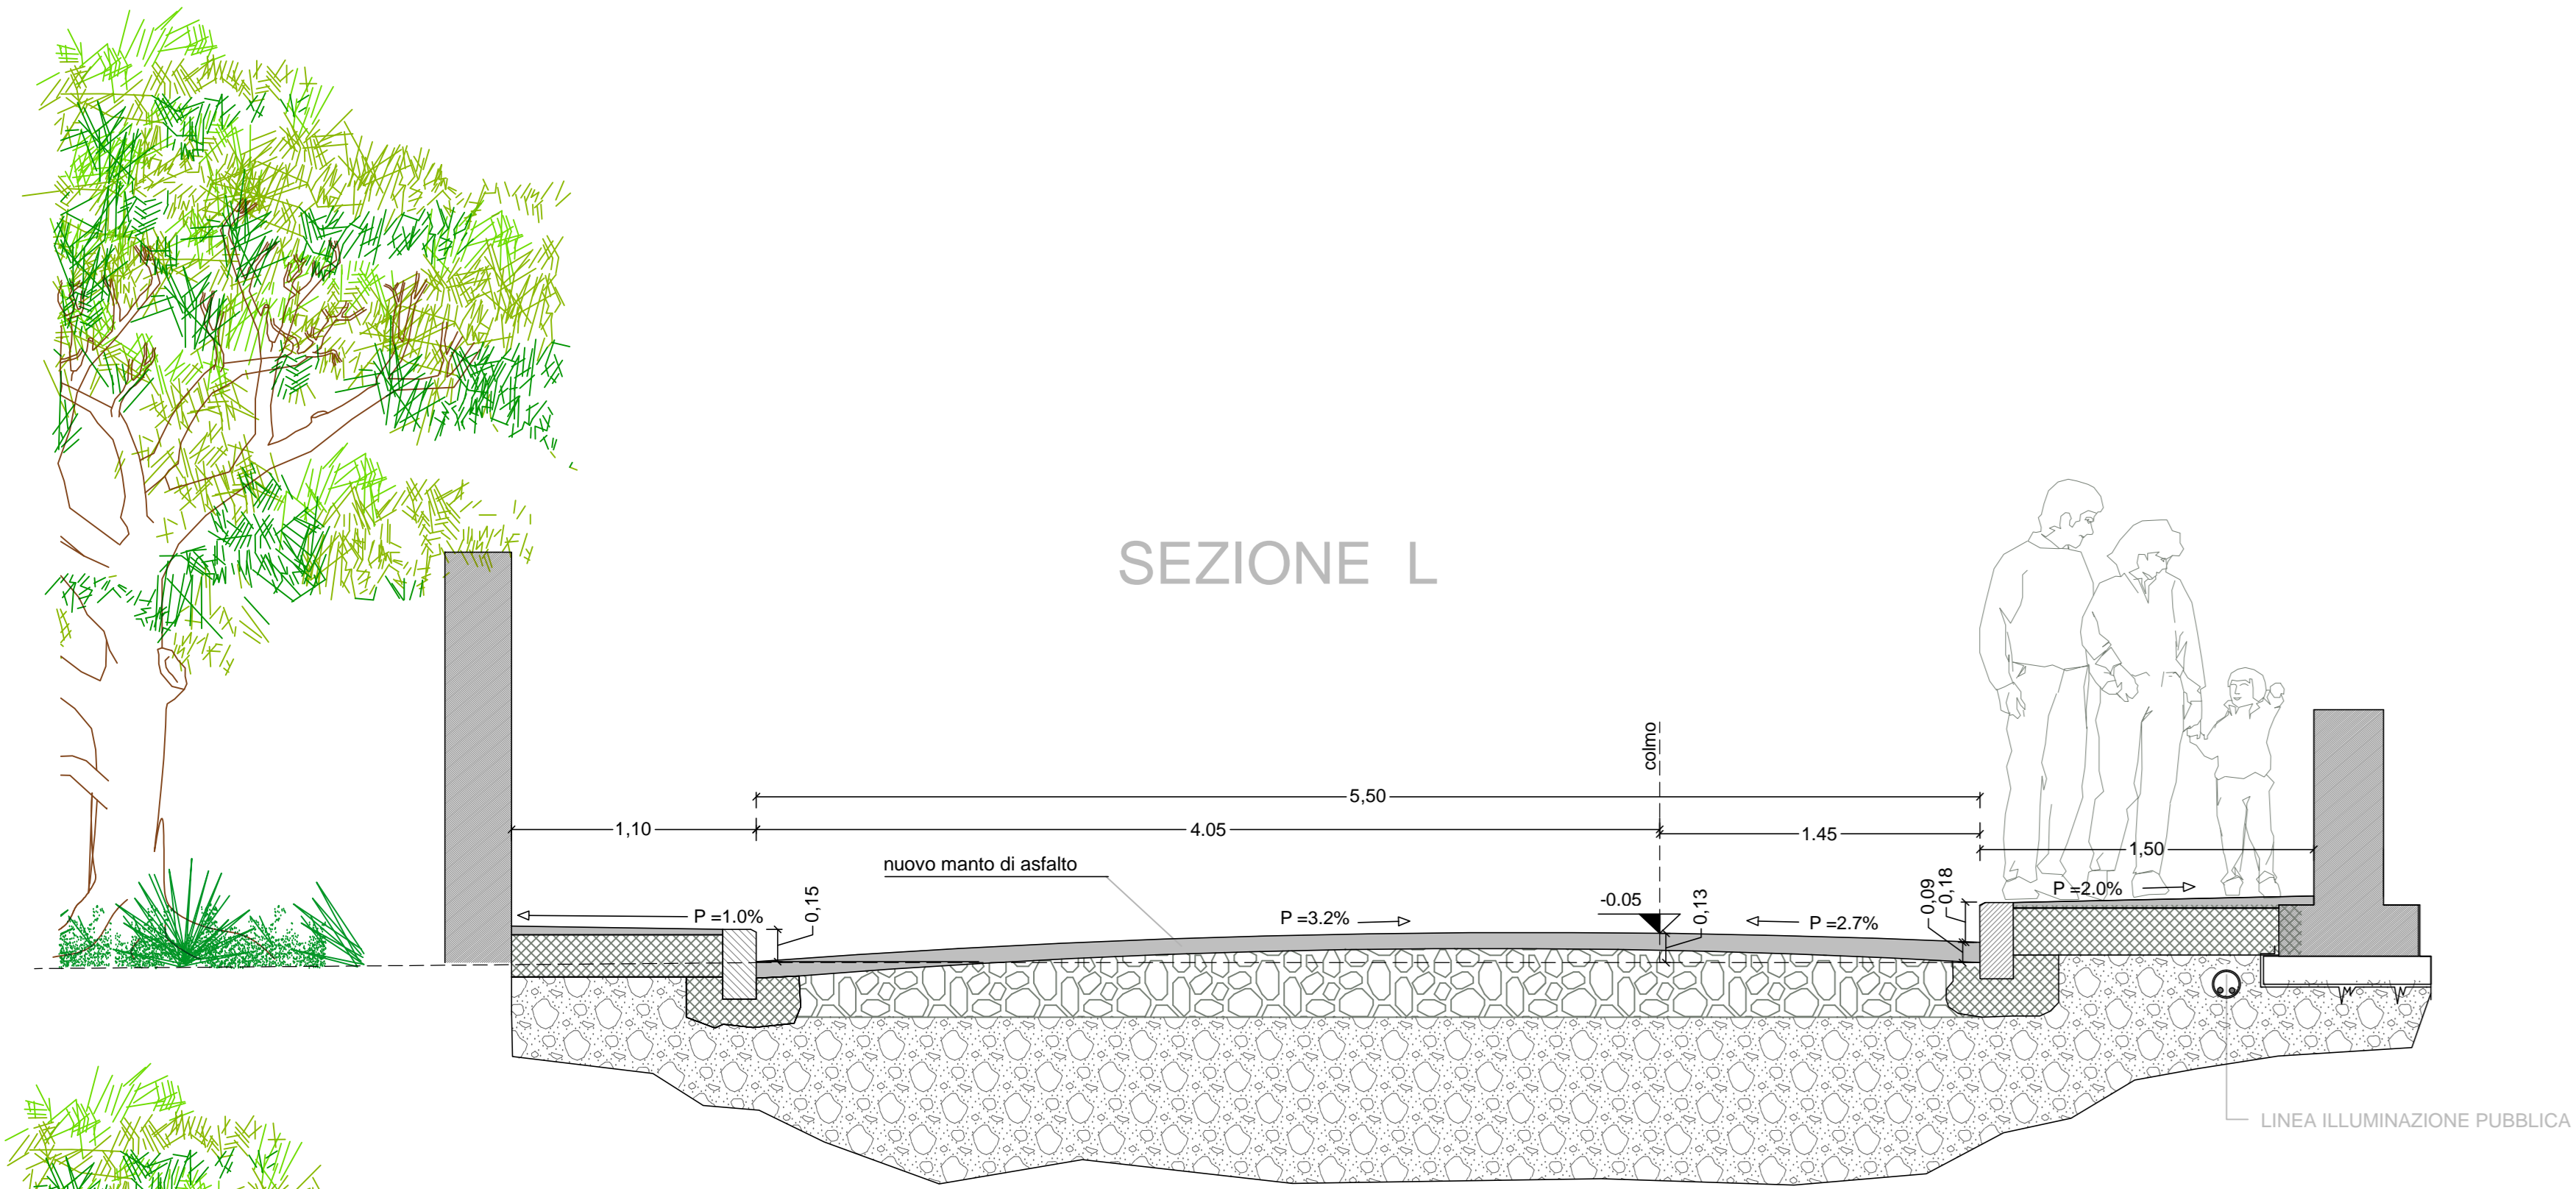 SEZIONE L
colmo
5,50
1,10
4.05
1.45
1,50
nuovo manto di asfalto
0,15
P =1.0%
P =3.2%
-0.05
0,13
P =2.7%
0,09
0,18
P =2.0%
LINEA ILLUMINAZIONE PUBBLICA